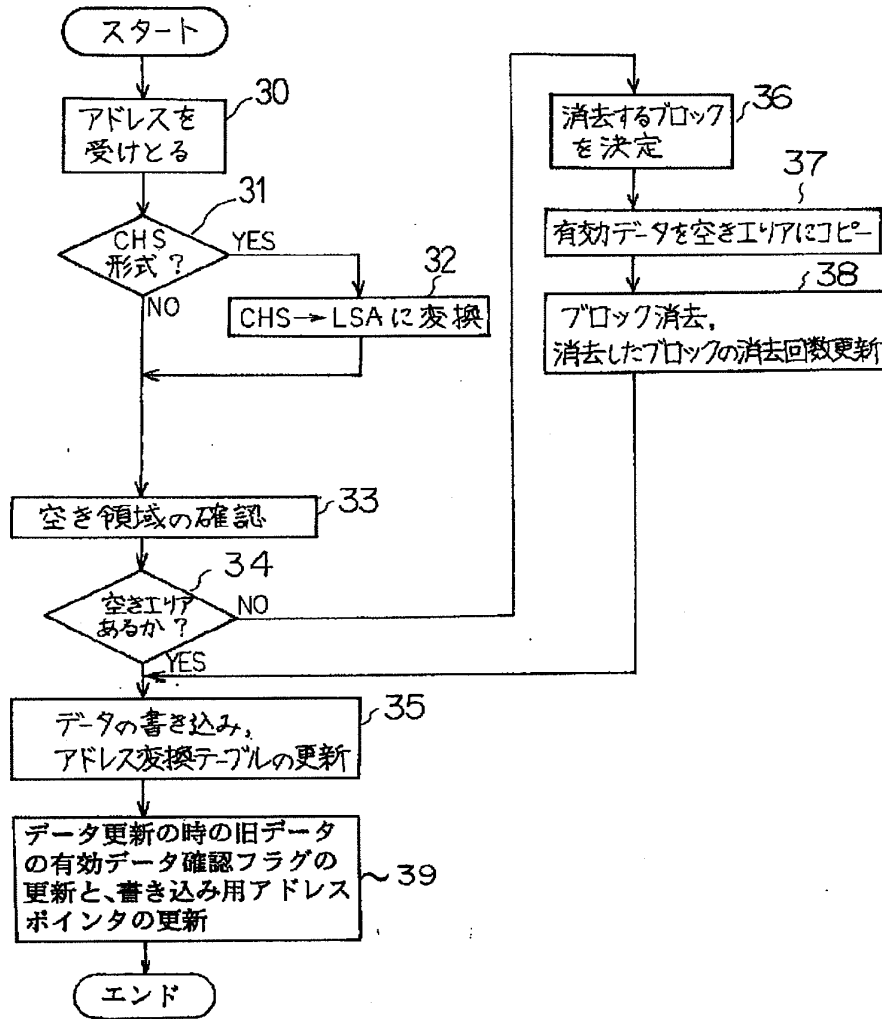 スタート
30
アドレスを
受けとる
31
CHS
形式?
YES
NO
32
CHS→LSAに変換
33
空き領域の確認
34
空きエリア
あるか?
NO
YES
35
データの書き込み,
アドレス変換テーブルの更新
36
消去するブロック
を決定
37
有効データを空きエリアにコピー
38
ブロック消去,
消去したブロックの消去回数更新
データ更新の時の旧データ
の有効データ確認フラグの
更新と、書き込み用アドレス
ポインタの更新
39
エンド